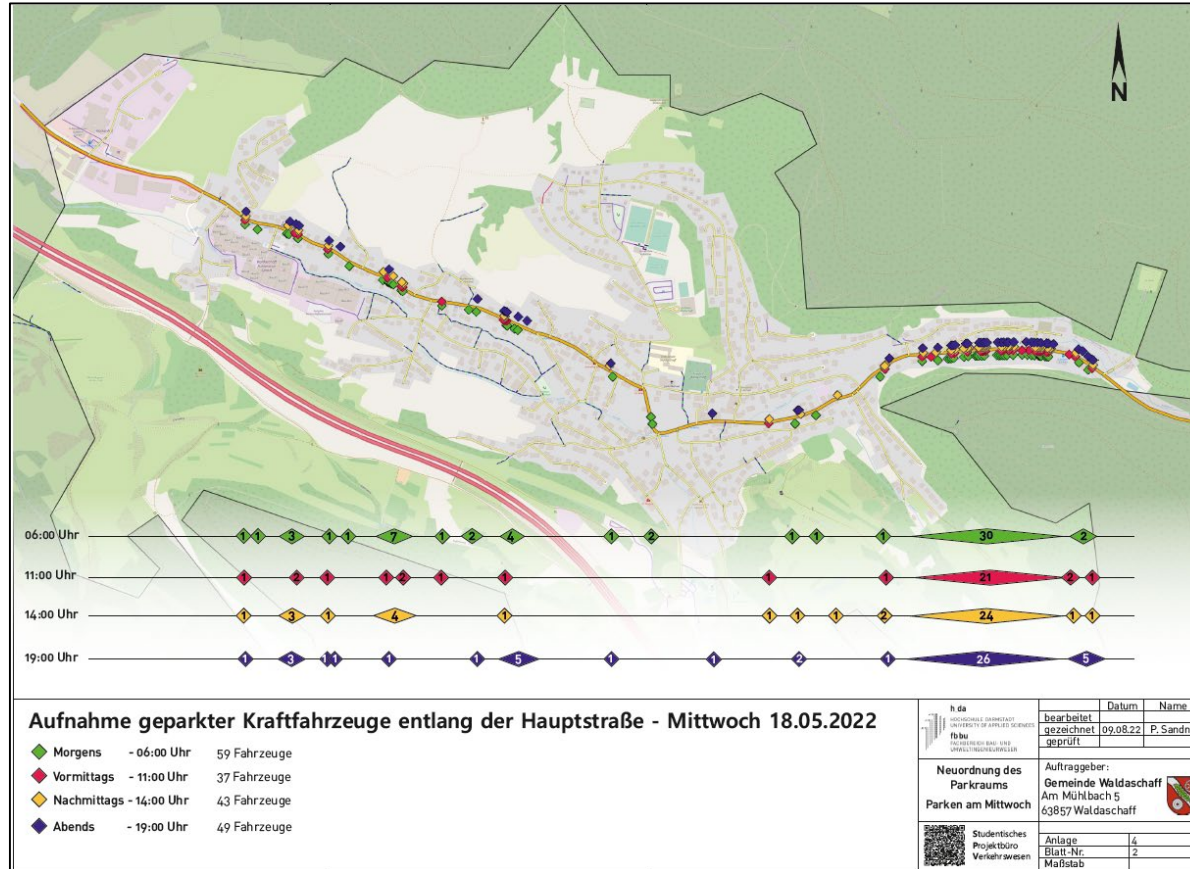 N
06:00 Uhr 1 1 3 1 1 7 1 2 4 1 2 1 1 1 30 2
11:00 Uhr 1 2 1 1 2 1 1 1 1 21 2 1
14:00 Uhr 1 3 1 4 1 1 1 1 2 24 1 1
19:00 Uhr 1 3 1 1 1 1 5 1 1 2 1 26 5
Aufnahme geparkter Kraftfahrzeuge entlang der Hauptstraße - Mittwoch 18.05.2022
Morgens - 06:00 Uhr 59 Fahrzeuge
Vormittags - 11:00 Uhr 37 Fahrzeuge
Nachmittags - 14:00 Uhr 43 Fahrzeuge
Abends - 19:00 Uhr 49 Fahrzeuge
h_da
HOCHSCHULE DARMSTADT
UNIVERSITY OF APPLIED SCIENCES
fbbu
FACHBEREICH BAU- UND
UMWELTINGENIEURWESEN
Datum Name
bearbeitet
gezeichnet 09.08.22 P. Sandn
geprüft
Neuordnung des
Parkraums
Parken am Mittwoch
Auftraggeber:
Gemeinde Waldaschaff
Am Mühlbach 5
63857 Waldaschaff
Studentisches
Projektbüro
Verkehrswesen
Anlage 4
Blatt-Nr. 2
Maßstab